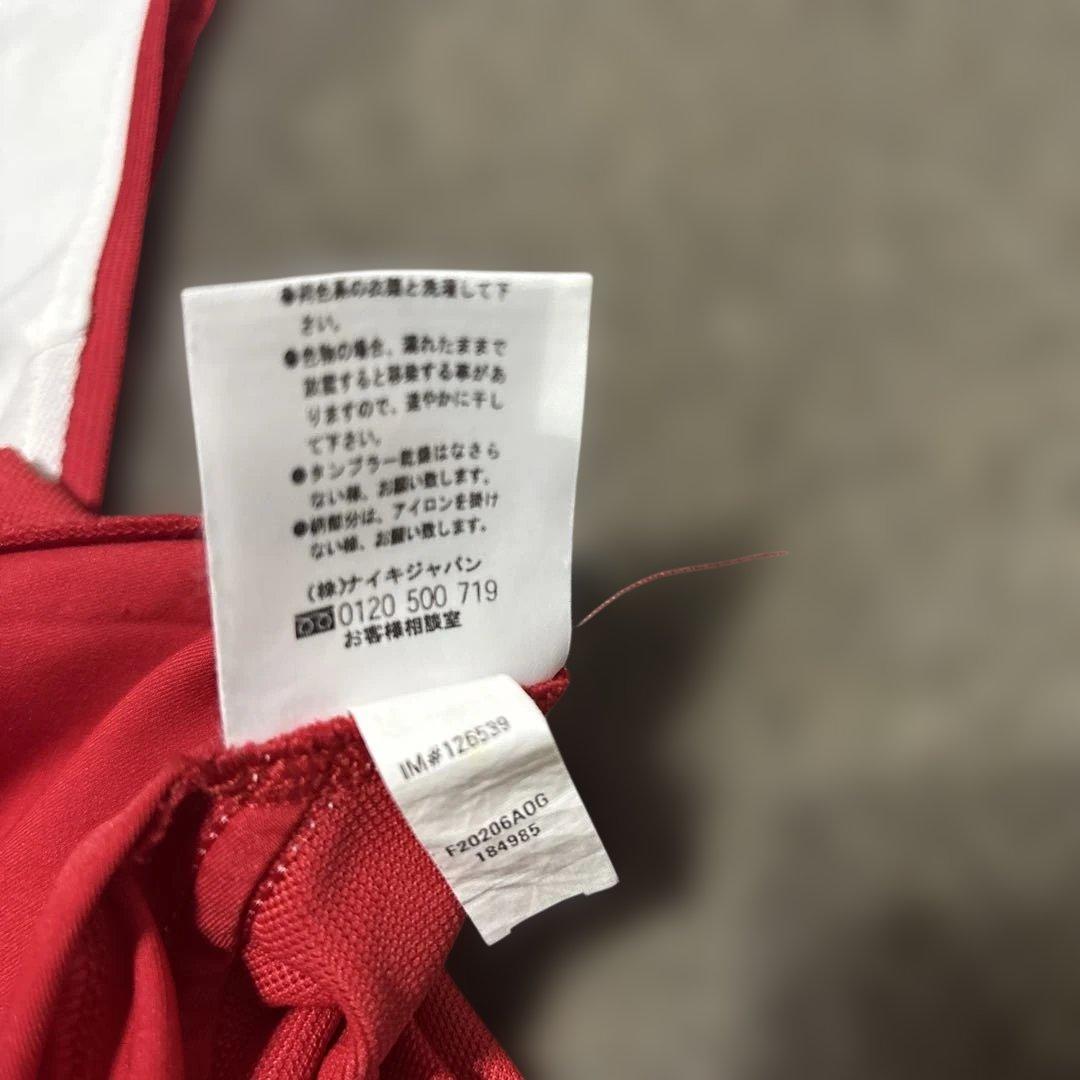 ●同色系の衣類と洗濯して下
さい。
●色物の場合、濡れたままで
放置すると移染する事があ
りますので、速やかに干し
て下さい。
●タンブラー乾燥はなさら
ない様、お願い致します。
●柄部分は、アイロンを掛け
ない様、お願い致します。
(株)ナイキジャパン
0120 500 719
お客様相談室
IM#126539
F20206AOG
184985